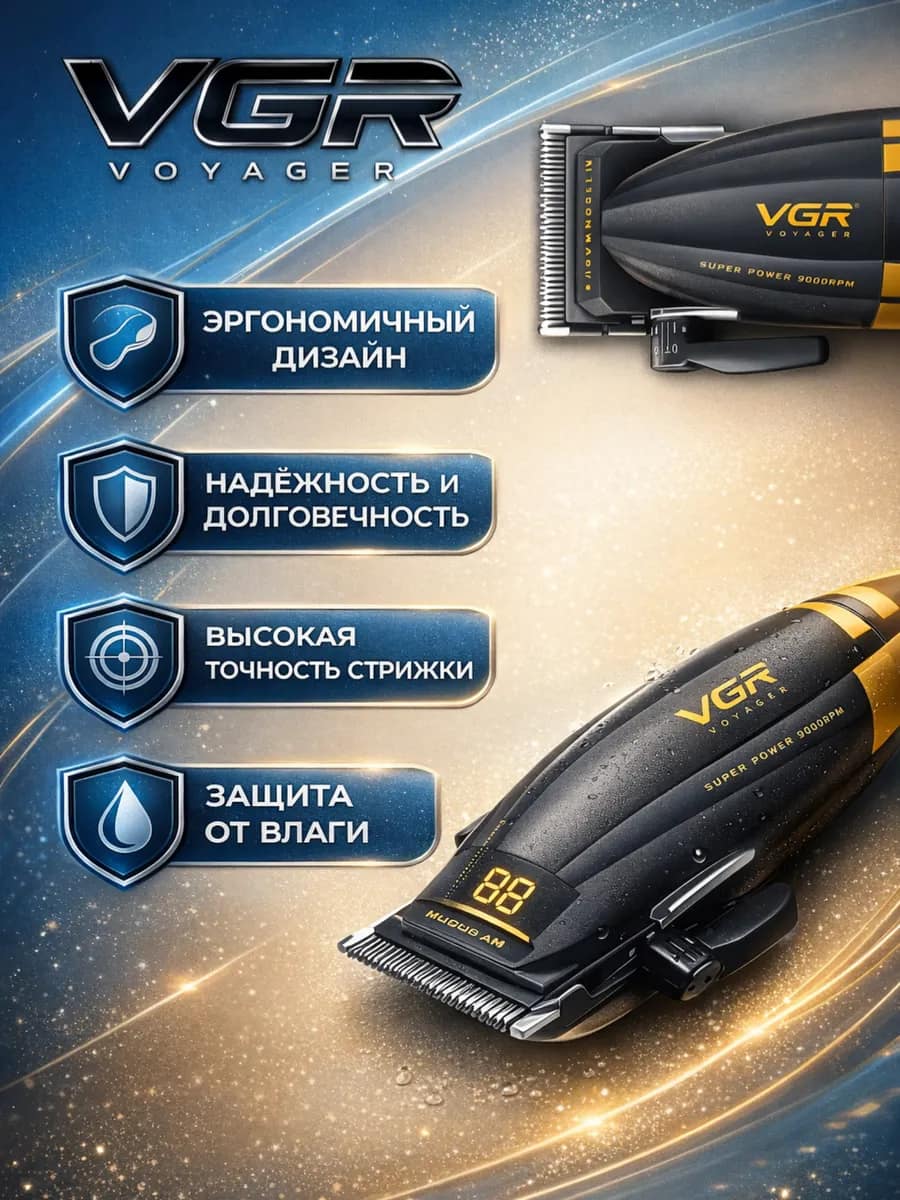 VGR
VOYAGER
VGR
VOYAGER
SUPER POWER 9000RPM
ЭРГОНОМИЧНЫЙ
ДИЗАЙН
НАДЁЖНОСТЬ и
ДОЛГОВЕЧНОСТЬ
ВЫСОКАЯ
ТОЧНОСТЬ СТРИЖКИ
VGR
VOYAGER
SUPER POWER 9000RPM
ЗАЩИТА
ОТ ВЛАГИ
88